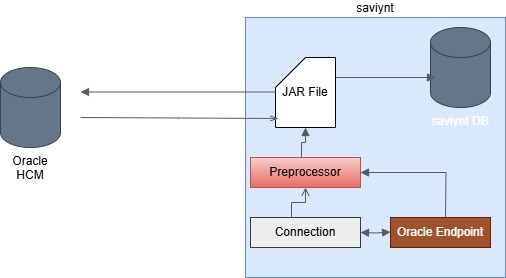 saviynt
JAR File
saviynt DB
Oracle
HCM
Preprocessor
Connection
Oracle Endpoint